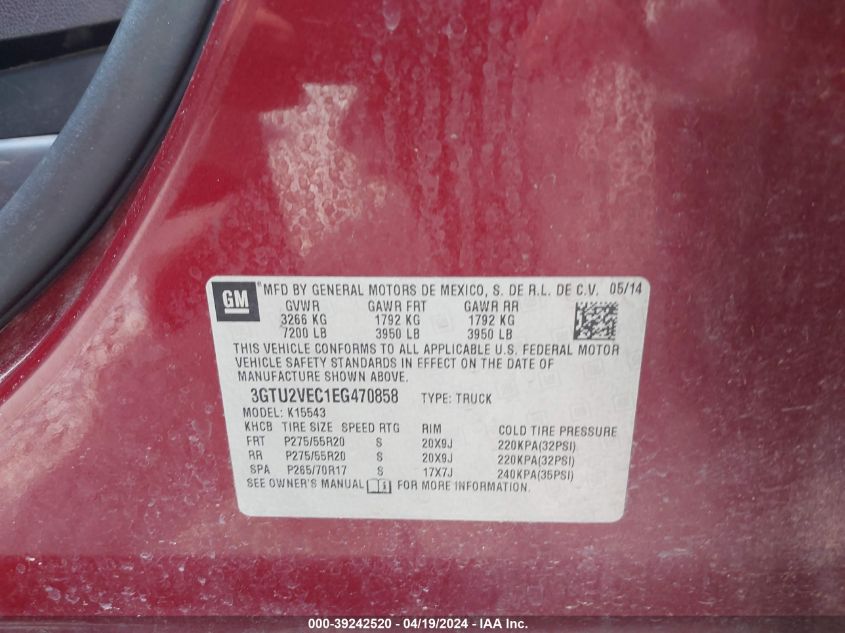 GM MFD BY GENERAL MOTORS DE MEXICO, S. DE R.L. DE C.V. 05/14
GVWR GAWR FRT GAWR RR
3266 KG 1792 KG 1792 KG
7200 LB 3950 LB 3950 LB
THIS VEHICLE CONFORMS TO ALL APPLICABLE U.S. FEDERAL MOTOR
VEHICLE SAFETY STANDARDS IN EFFECT ON THE DATE OF
MANUFACTURE SHOWN ABOVE.
3GTU2VEC1EG470858 TYPE: TRUCK
MODEL: K15543
KHCB TIRE SIZE SPEED RTG RIM COLD TIRE PRESSURE
FRT P275/55R20 S 20X9J 220KPA(32PSI)
RR P275/55R20 S 20X9J 220KPA(32PSI)
SPA P265/70R17 S 17X7J 240KPA(35PSI)
SEE OWNER'S MANUAL FOR MORE INFORMATION.
000-39242520 - 04/19/2024 - IAA Inc.